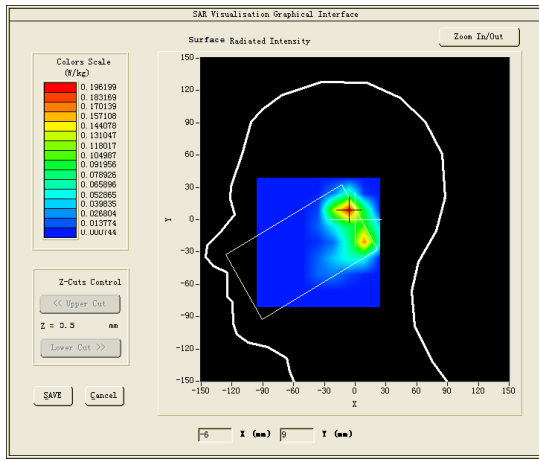 SAR Visualisation Graphical Interface
Surface Radiated Intensity
Zoom In/Out
Colors Scale
(W/kg)
0.196199
0.183169
0.170139
0.157108
0.144078
0.131047
0.118017
0.104987
0.091956
0.078926
0.065896
0.052865
0.039835
0.026804
0.013774
0.000744
150
120
90
60
30
0
-30
-60
-90
-120
-150
Y
-150 -120 -90 -60 -30 0 30 60 90 120 150
X
Z-Cuts Control
<< Upper Cut
Z = 0.5 mm
Lower Cut >>
SAVE Cancel
-6 X (mm) 9 Y (mm)